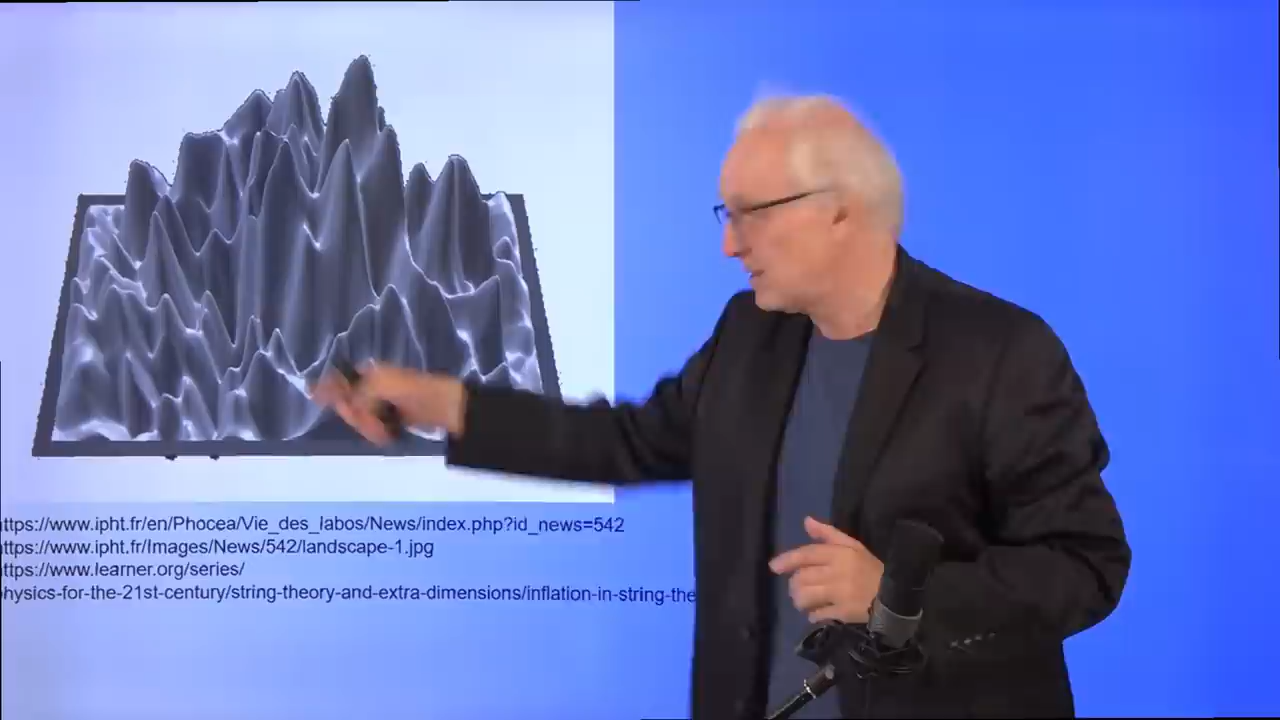 ttps://www.ipht.fr/en/Phocea/Vie_des_labos/News/index.php?id_news=542
ttps://www.ipht.fr/Images/News/542/landscape-1.jpg
ttps://www.learner.org/series/
hysics-for-the-21st-century/string-theory-and-extra-dimensions/inflation-in-string-the